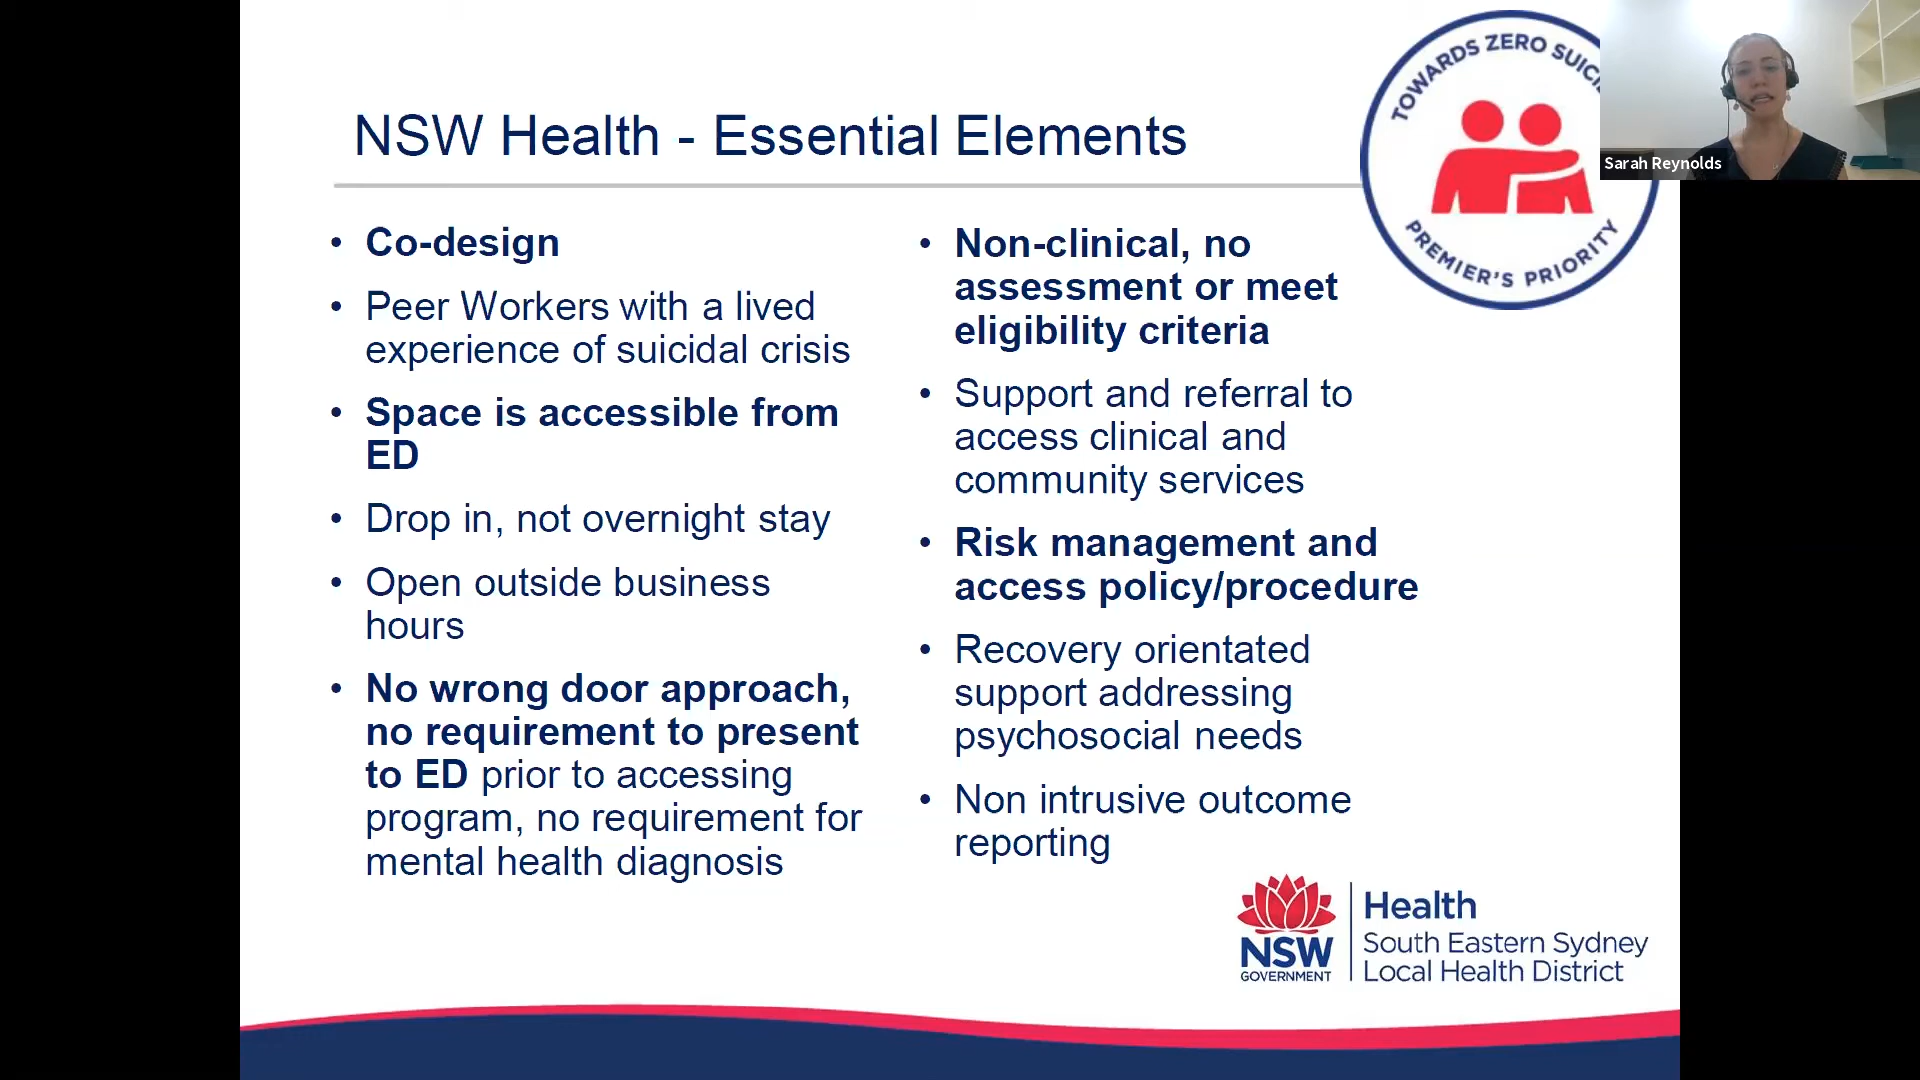 NSW Health - Essential Elements
• Co-design
• Peer Workers with a lived
experience of suicidal crisis
• Space is accessible from
ED
• Drop in, not overnight stay
• Open outside business
hours
• No wrong door approach,
no requirement to present
to ED prior to accessing
program, no requirement for
mental health diagnosis
• Non-clinical, no
assessment or meet
eligibility criteria
• Support and referral to
access clinical and
community services
• Risk management and
access policy/procedure
• Recovery orientated
support addressing
psychosocial needs
• Non intrusive outcome
reporting
TOWARDS ZERO SUIC
PREMIER'S PRIORITY
Sarah Reynolds
NSW
GOVERNMENT
Health
South Eastern Sydney
Local Health District